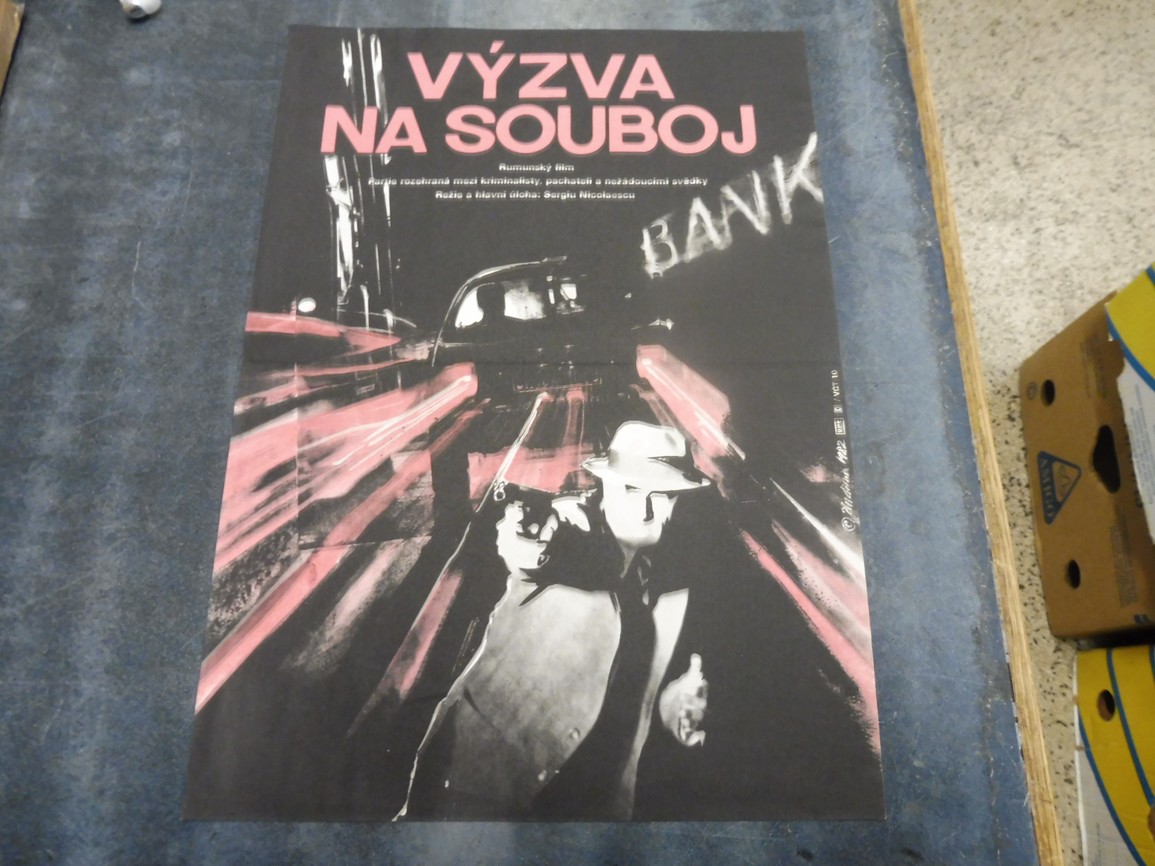 VÝZVA
NA SOUBOJ
Rumunský film
Partie rozehraná mezi kriminalisty, pachateli a nežádoucími svědky
Režie a hlavní úloha: Sergiu Nicolaescu
BANK